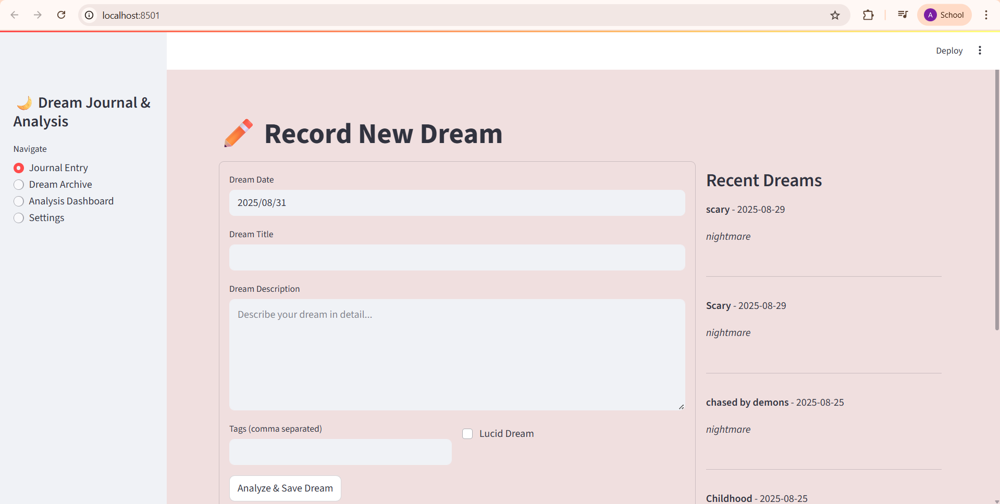 localhost:8501
A School
Deploy
Dream Journal &
Analysis
Navigate
Journal Entry
Dream Archive
Analysis Dashboard
Settings
Record New Dream
Dream Date
2025/08/31
Dream Title
Dream Description
Describe your dream in detail...
Tags (comma separated)
Lucid Dream
Analyze & Save Dream
Recent Dreams
scary - 2025-08-29
nightmare
Scary - 2025-08-29
nightmare
chased by demons - 2025-08-25
nightmare
Childhood - 2025-08-25